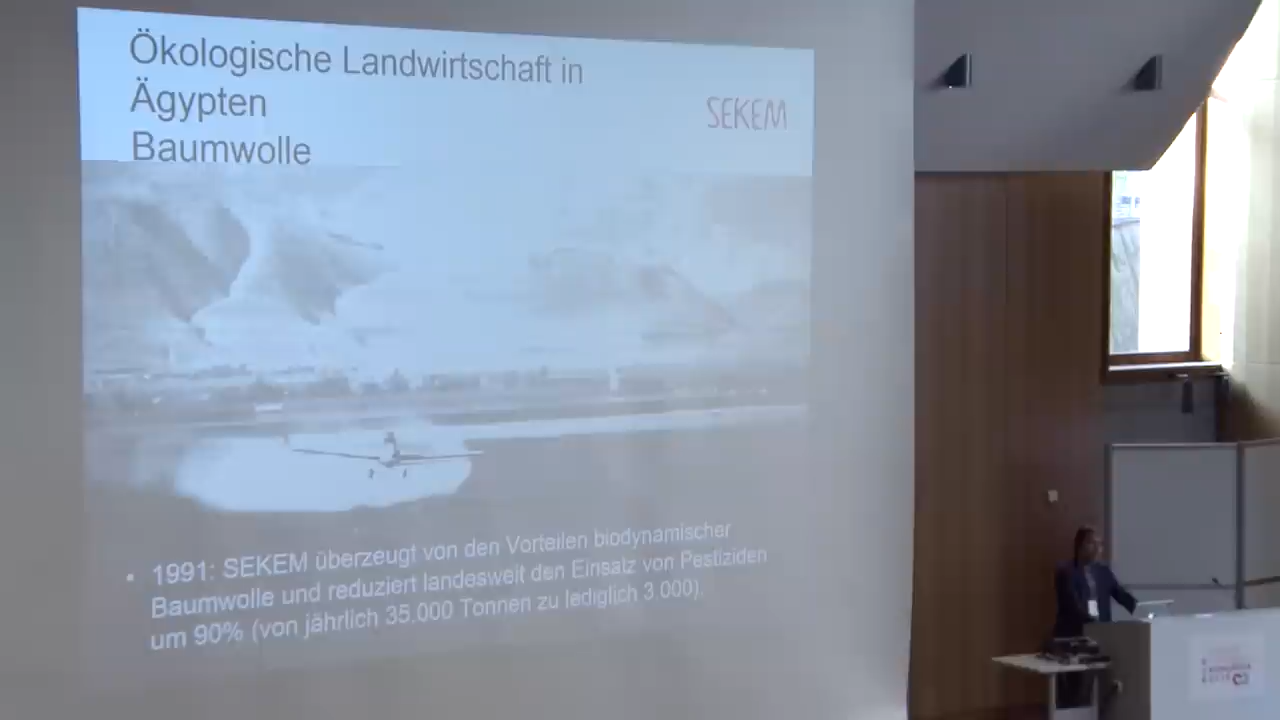 Ökologische Landwirtschaft in
Ägypten
Baumwolle
SEKEM
• 1991: SEKEM überzeugt von den Vorteilen biodynamischer
Baumwolle und reduziert landesweit den Einsatz von Pestiziden
um 90% (von jährlich 35.000 Tonnen zu lediglich 3.000).